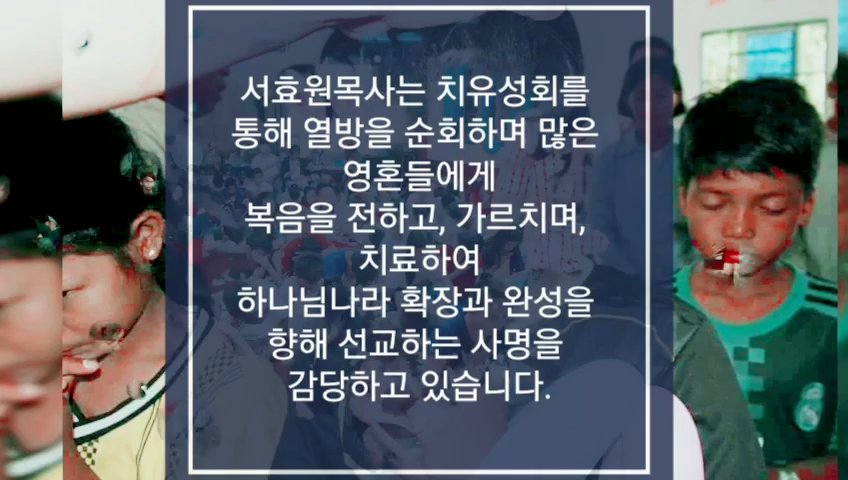 서효원목사는 치유성회를
통해 열방을 순회하며 많은
영혼들에게
복음을 전하고, 가르치며,
치료하여
하나님나라 확장과 완성을
향해 선교하는 사명을
감당하고 있습니다.